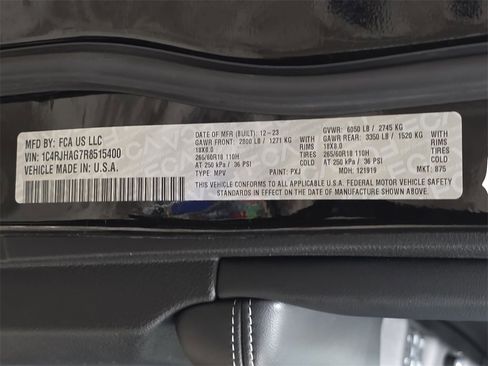 MFD BY: FCA US LLC
VIN: 1C4RJHAG7R8515400
VEHICLE MADE IN: U.S.A.
DATE OF MFR (BUILT): 12-23
GAWR FRONT: 2800 LB / 1271 KG
WITH
18X8.0 RIMS
265/60R18 110H TIRES
AT 250 kPa / 36 PSI COLD
TYPE: MPV PAINT: PXJ
GVWR: 6050 LB / 2745 KG
GAWR REAR: 3350 LB / 1520 KG
WITH
18X8.0 RIMS
265/60R18 110H TIRES
AT 250 kPa / 36 PSI COLD
MDH: 121919 MKT: 875
THIS VEHICLE CONFORMS TO ALL APPLICABLE U.S.A. FEDERAL MOTOR VEHICLE SAFETY
STANDARDS IN EFFECT ON THE DATE OF MANUFACTURE SHOWN ABOVE.